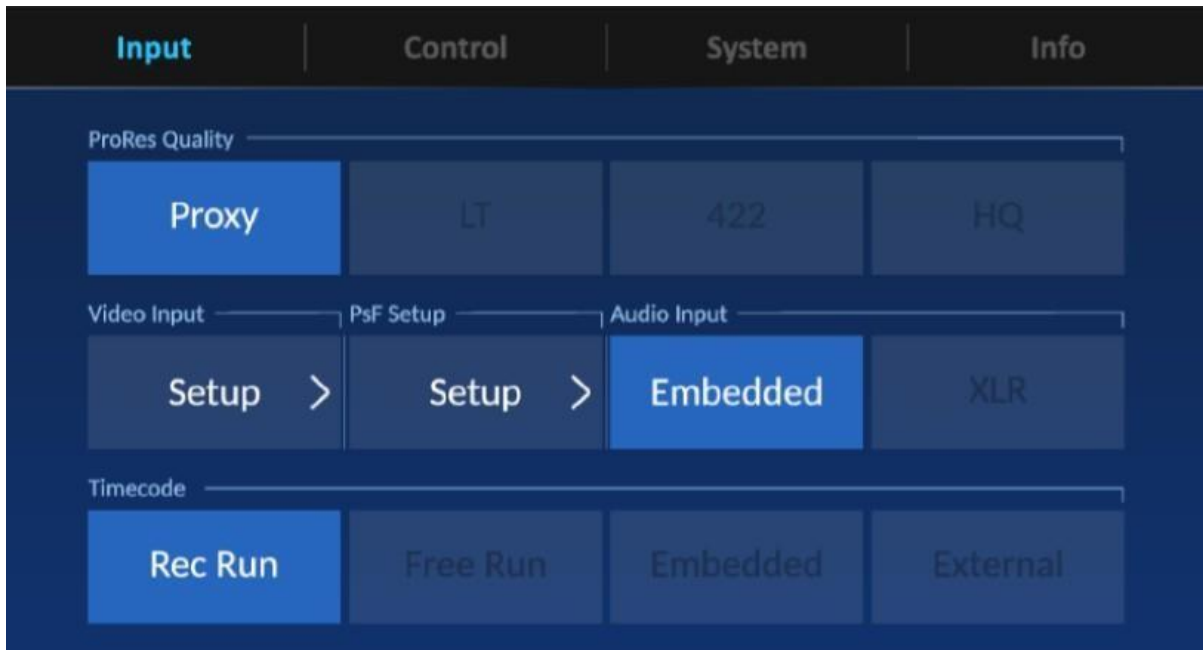 Input Control System Info
ProRes Quality
Proxy LT 422 HQ
Video Input PsF Setup Audio Input
Setup > Setup > Embedded XLR
Timecode
Rec Run Free Run Embedded External